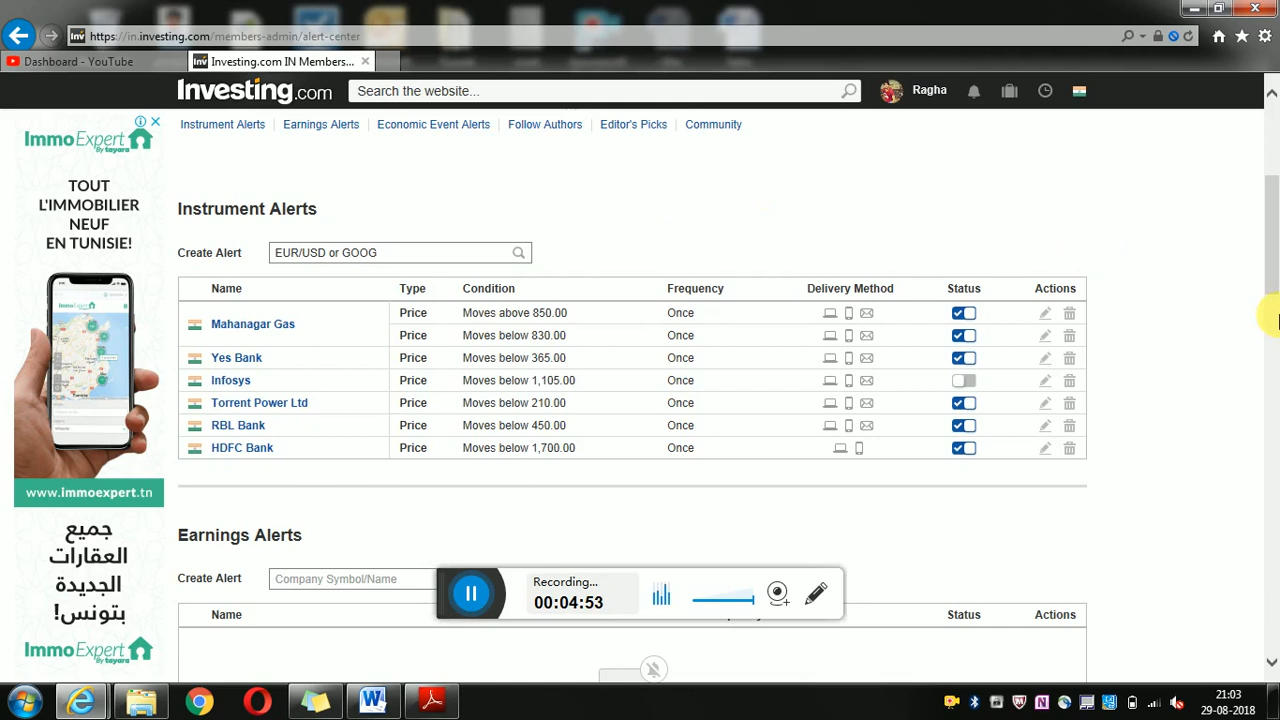 https://in.investing.com/members-admin/alert-center
Dashboard - YouTube
Inv Investing.com IN Members...
Investing.com
Search the website...
Ragha
Instrument Alerts
Earnings Alerts
Economic Event Alerts
Follow Authors
Editor's Picks
Community
ImmoExpert
By tayara
TOUT
L'IMMOBILIER
NEUF
EN TUNISIE!
www.immoexpert.tn
جميع
العقارات
الجديدة
بتونس!
ImmoExpert
By tayara
Instrument Alerts
Create Alert EUR/USD or GOOG
Name Type Condition Frequency Delivery Method Status Actions
Mahanagar Gas Price Moves above 850.00 Once
Price Moves below 830.00 Once
Yes Bank Price Moves below 365.00 Once
Infosys Price Moves below 1,105.00 Once
Torrent Power Ltd Price Moves below 210.00 Once
RBL Bank Price Moves below 450.00 Once
HDFC Bank Price Moves below 1,700.00 Once
Earnings Alerts
Create Alert Company Symbol/Name
Recording...
00:04:53
Name Status Actions
21:03
29-08-2018